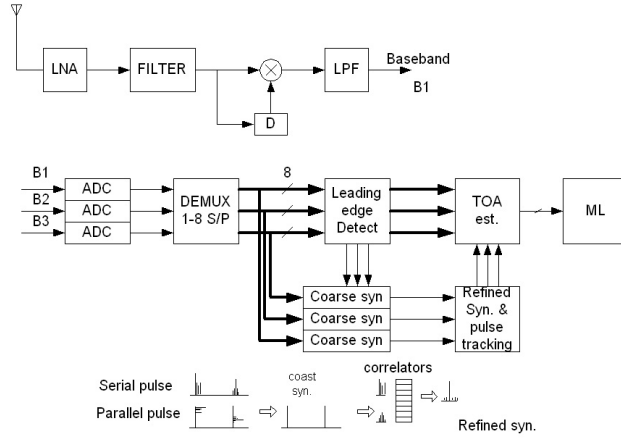 LNA
FILTER
LPF
Baseband
B1
D
B1
B2
B3
ADC
ADC
ADC
DEMUX
1-8 S/P
8
Leading
edge
Detect
TOA
est.
ML
Coarse syn
Coarse syn
Coarse syn
Refined
Syn. &
pulse
tracking
correlators
Serial pulse
coast
syn.
Parallel pulse
Refined syn.